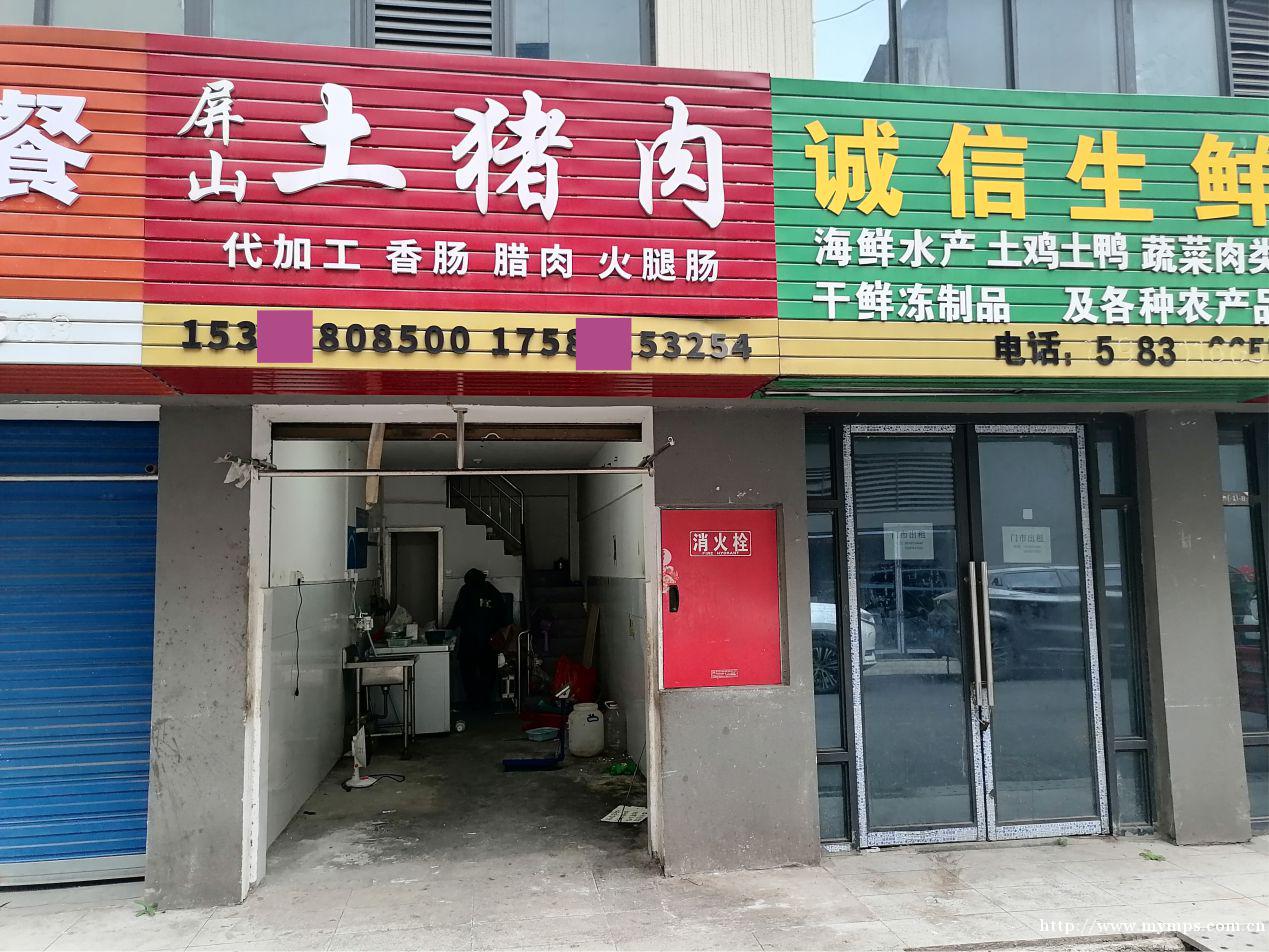 餐
屏山 土猪肉
代加工 香肠 腊肉 火腿肠
153 808500 1758 53254
诚信生鲜
海鲜水产 土鸡土鸭 蔬菜肉类
干鲜冻制品 及各种农产品
电话:5 83
消火栓
FIRE HYDRANT
门市出租
门市出租
http://www.mymps.com.cn